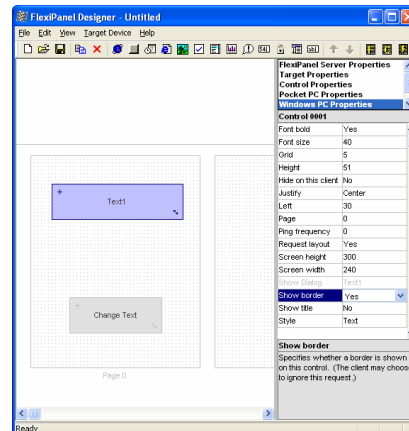 FlexiPanel Designer - Untitled
File Edit View Target Device Help
FlexiPanel Server Properties
Target Properties
Control Properties
Pocket PC Properties
Windows PC Properties
Control 0001
Font bold Yes
Font size 40
Grid 5
Height 51
Hide on this client No
Justify Center
Left 30
Page 0
Ping frequency 0
Request layout Yes
Screen height 300
Screen width 240
Show Dialog Text1
Show border Yes
Show title No
Style Text
Text1
Change Text
Page 0
Show border
Specifies whether a border is shown
on this control. (The client may choose
to ignore this request.)
Ready